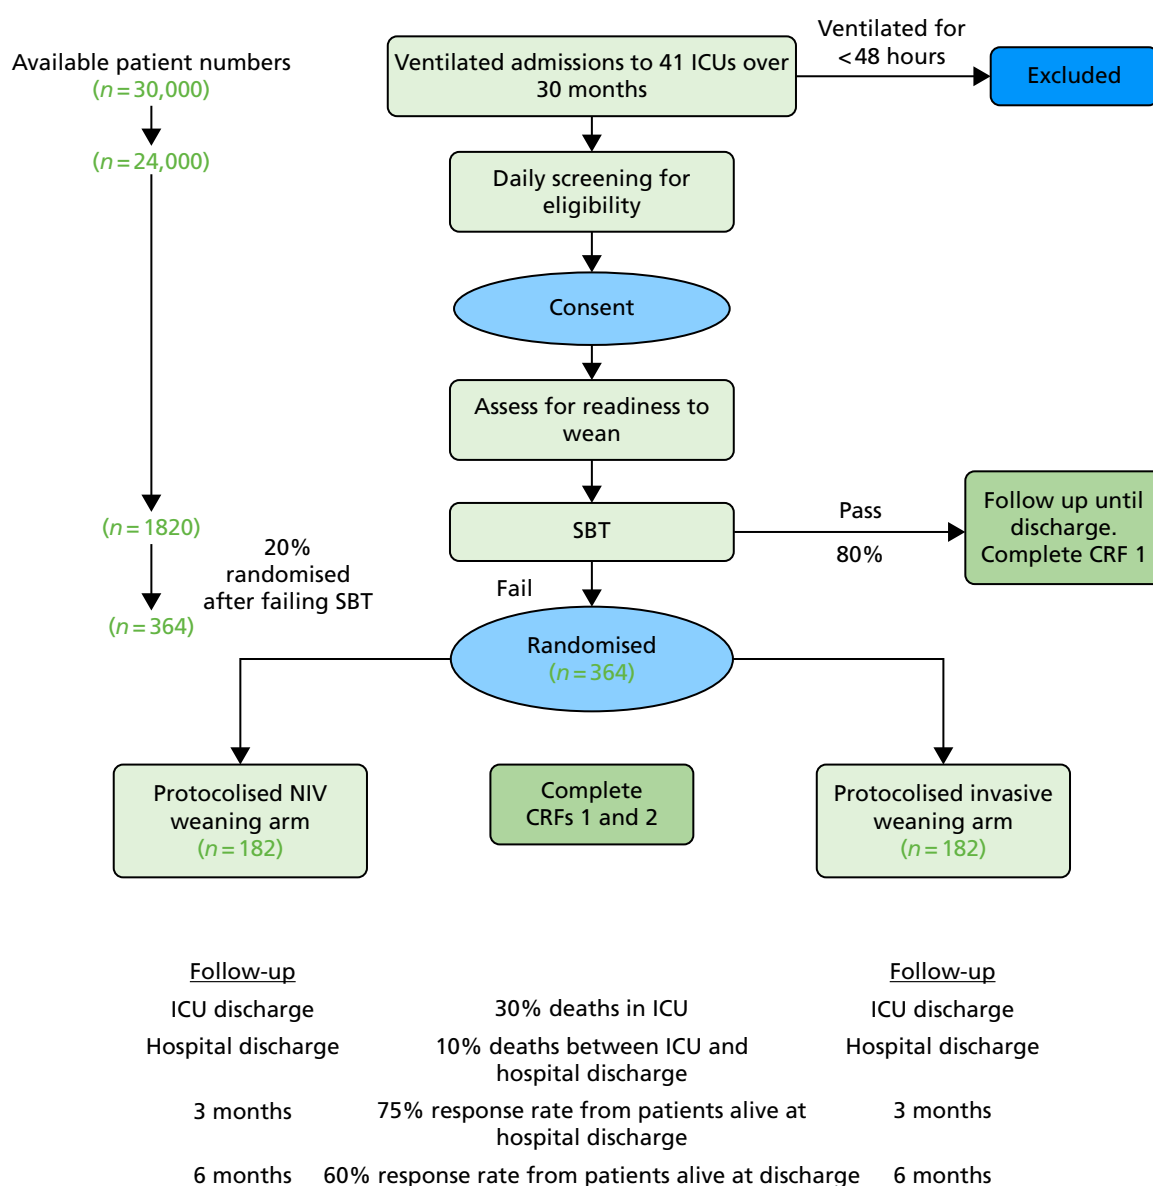 Available patient numbers
(n=30,000)
(n=24,000)
(n=1820)
20%
randomised
after failing SBT
(n=364)
Ventilated admissions to 41 ICUs over
30 months
Ventilated for
<48 hours
Excluded
Daily screening for
eligibility
Consent
Assess for readiness to
wean
SBT
Pass
80%
Follow up until
discharge.
Complete CRF 1
Fail
Randomised
(n=364)
Protocolised NIV
weaning arm
(n=182)
Complete
CRFs 1 and 2
Protocolised invasive
weaning arm
(n=182)
Follow-up
Follow-up
ICU discharge
30% deaths in ICU
ICU discharge
Hospital discharge
10% deaths between ICU and
hospital discharge
Hospital discharge
3 months
75% response rate from patients alive at
hospital discharge
3 months
6 months
60% response rate from patients alive at discharge
6 months